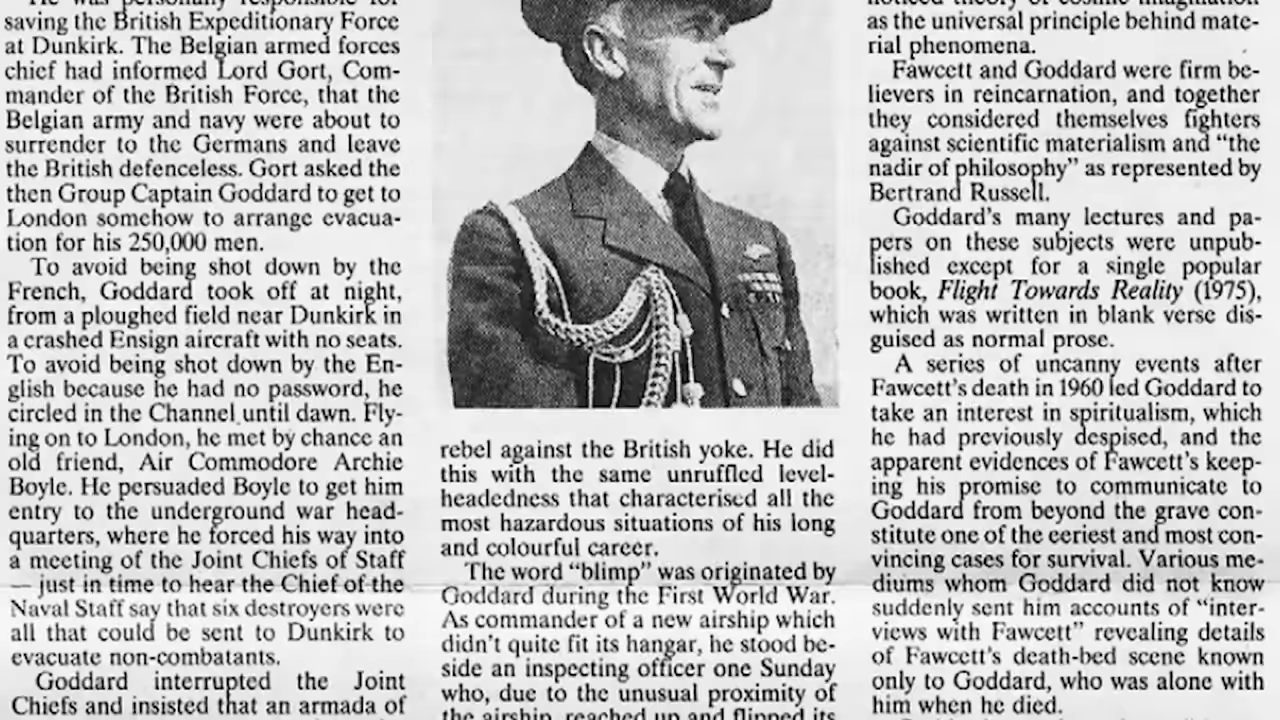 He was personally responsible for
saving the British Expeditionary Force
at Dunkirk. The Belgian armed forces
chief had informed Lord Gort, Com-
mander of the British Force, that the
Belgian army and navy were about to
surrender to the Germans and leave
the British defenceless. Gort asked the
then Group Captain Goddard to get to
London somehow to arrange evacua-
tion for his 250,000 men.
To avoid being shot down by the
French, Goddard took off at night,
from a ploughed field near Dunkirk in
a crashed Ensign aircraft with no seats.
To avoid being shot down by the En-
glish because he had no password, he
circled in the Channel until dawn. Fly-
ing on to London, he met by chance an
old friend, Air Commodore Archie
Boyle. He persuaded Boyle to get him
entry to the underground war head-
quarters, where he forced his way into
a meeting of the Joint Chiefs of Staff
— just in time to hear the Chief of the
Naval Staff say that six destroyers were
all that could be sent to Dunkirk to
evacuate non-combatants.
Goddard interrupted the Joint
Chiefs and insisted that an armada of
rebel against the British yoke. He did
this with the same unruffled level-
headedness that characterised all the
most hazardous situations of his long
and colourful career.
The word "blimp" was originated by
Goddard during the First World War.
As commander of a new airship which
didn't quite fit its hangar, he stood be-
side an inspecting officer one Sunday
who, due to the unusual proximity of
the airship, reached up and flipped its
noticed theory of cosmic imagination
as the universal principle behind mate-
rial phenomena.
Fawcett and Goddard were firm be-
lievers in reincarnation, and together
they considered themselves fighters
against scientific materialism and "the
nadir of philosophy" as represented by
Bertrand Russell.
Goddard's many lectures and pa-
pers on these subjects were unpub-
lished except for a single popular
book, Flight Towards Reality (1975),
which was written in blank verse dis-
guised as normal prose.
A series of uncanny events after
Fawcett's death in 1960 led Goddard to
take an interest in spiritualism, which
he had previously despised, and the
apparent evidences of Fawcett's keep-
ing his promise to communicate to
Goddard from beyond the grave con-
stitute one of the eeriest and most con-
vincing cases for survival. Various me-
diums whom Goddard did not know
suddenly sent him accounts of "inter-
views with Fawcett" revealing details
of Fawcett's death-bed scene known
only to Goddard, who was alone with
him when he died.